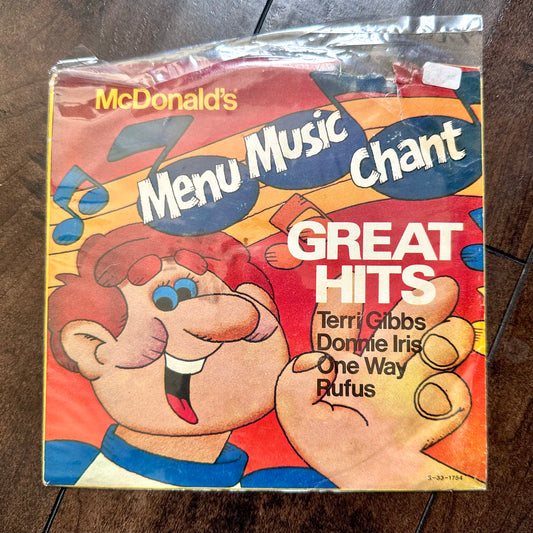 McDonald's
Menu Music Chant
GREAT
HITS
Terri Gibbs
Donnie Iris
One Way
Rufus
S-33-1754